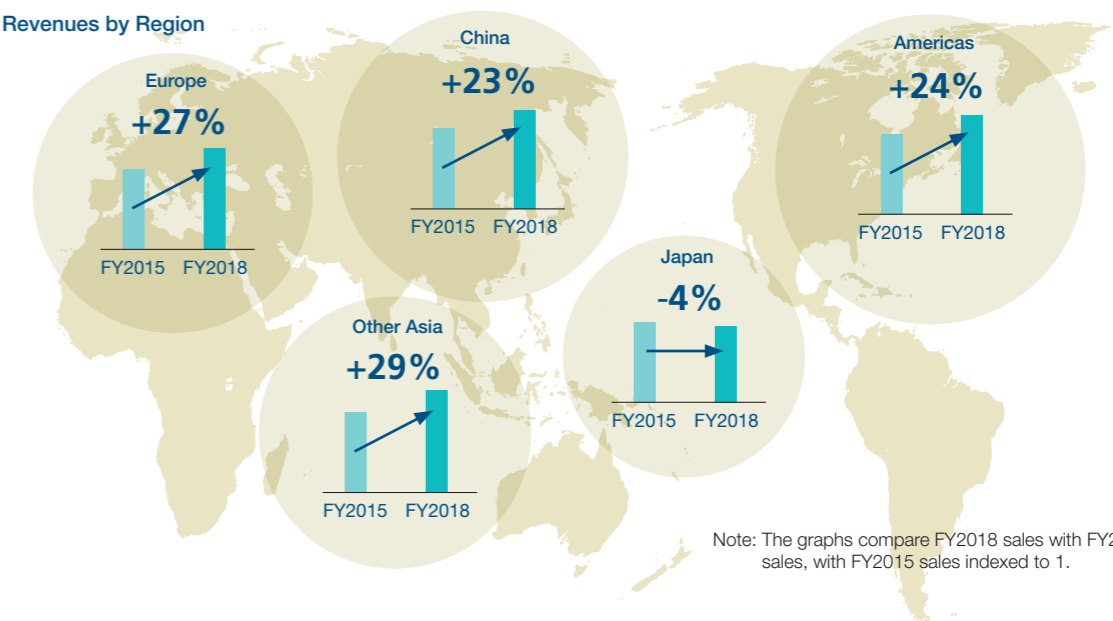 Revenues by Region
Europe
+27%
FY2015 FY2018
China
+23%
FY2015 FY2018
Americas
+24%
FY2015 FY2018
Other Asia
+29%
FY2015 FY2018
Japan
-4%
FY2015 FY2018
Note: The graphs compare FY2018 sales with
sales, with FY2015 sales indexed to 1.